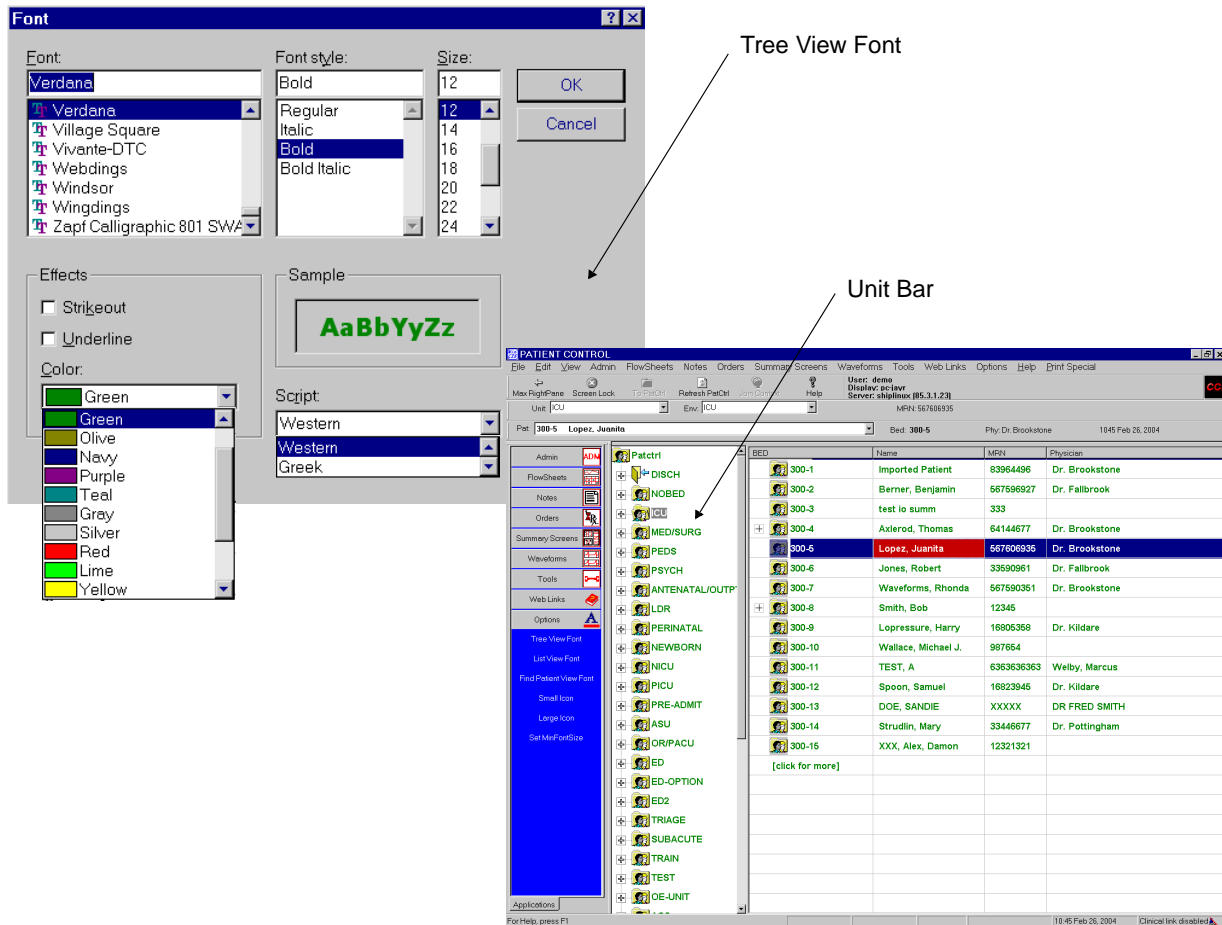 Font
Font:
Font style:
Size:
Verdana
Bold
12
OK
Cancel
Verdana
Village Square
Vivante-DTC
Webdings
Windsor
Wingdings
Zapf Calligraphic 801 SWA
Regular
Italic
Bold
Bold Italic
12
14
16
18
20
22
24
Effects
Strikeout
Underline
Color:
Green
Green
Olive
Navy
Purple
Teal
Gray
Silver
Red
Lime
Yellow
Sample
AaBbYyZz
Script:
Western
Western
Greek
Tree View Font
Unit Bar
PATIENT CONTROL
File Edit View Admin FlowSheets Notes Orders Summary Screens Waveforms Tools Web Links Options Help Print Special
Max RightPane Screen Lock To PatCtrl Refresh PatCtrl Join Context Help
User: demo
Display: pc-javr
Server: shiplinux (85.3.1.23)
Unit ICU Env: ICU MRN: 567606935
Pat 300-5 Lopez, Juanita Bed: 300-5 Phy: Dr. Brookstone 1045 Feb 26, 2004
Admin ADM
FlowSheets
Notes
Orders
Summary Screens
Waveforms
Tools
Web Links
Options A
Tree View Font
List View Font
Find Patient View Font
Small Icon
Large Icon
Set MinFontSize
Applications
Patctrl
DISCH
NOBED
ICU
MED/SURG
PEDS
PSYCH
ANTENATAL/OUTP
LDR
PERINATAL
NEWBORN
NICU
PICU
PRE-ADMIT
ASU
OR/PACU
ED
ED-OPTION
ED2
TRIAGE
SUBACUTE
TRAIN
TEST
OE-UNIT
BED Name MRN Physician
300-1 Imported Patient 83964496 Dr. Brookstone
300-2 Berner, Benjamin 567596927 Dr. Fallbrook
300-3 test io summ 333
300-4 Axlerod, Thomas 64144677 Dr. Brookstone
300-5 Lopez, Juanita 567606935 Dr. Brookstone
300-6 Jones, Robert 33590961 Dr. Fallbrook
300-7 Waveforms, Rhonda 567590351 Dr. Brookstone
300-8 Smith, Bob 12345
300-9 Lopressure, Harry 16805358 Dr. Kildare
300-10 Wallace, Michael J. 987654
300-11 TEST, A 6363636363 Welby, Marcus
300-12 Spoon, Samuel 16823945 Dr. Kildare
300-13 DOE, SANDIE XXXXX DR FRED SMITH
300-14 Strudlin, Mary 33446677 Dr. Pottingham
300-15 XXX, Alex, Damon 12321321
[click for more]
For Help, press F1
10:45 Feb 26, 2004 Clinical link disabled